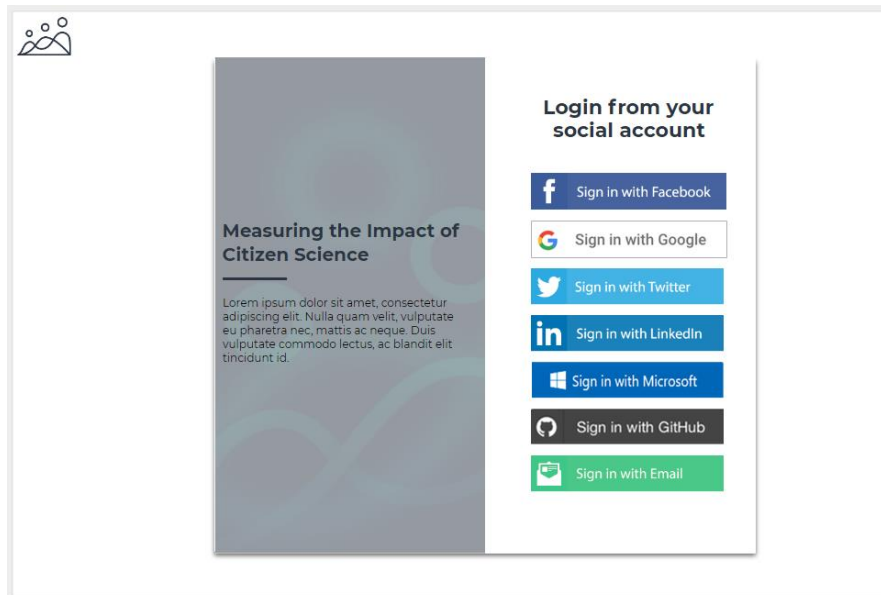 Measuring the Impact of
Citizen Science
Lorem ipsum dolor sit amet, consectetur
adipiscing elit. Nulla quam velit, vulputate
eu pharetra nec, mattis ac neque. Duis
vulputate commodo lectus, ac blandit elit
tincidunt id.
Login from your
social account
Sign in with Facebook
Sign in with Google
Sign in with Twitter
Sign in with LinkedIn
Sign in with Microsoft
Sign in with GitHub
Sign in with Email